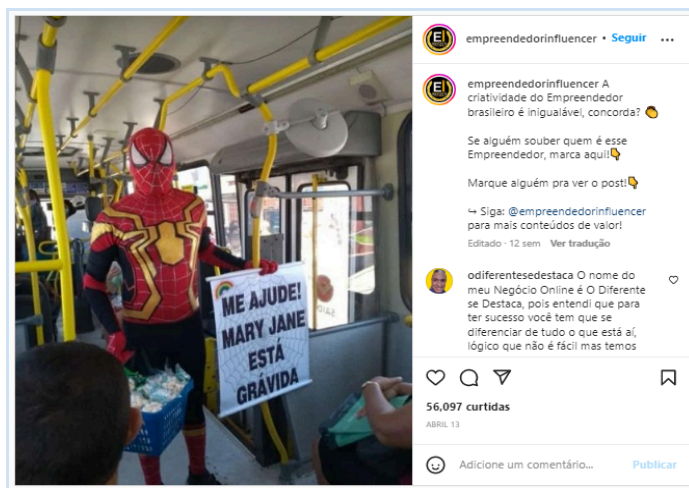 empreendedorinfluencer • Seguir ...
empreendedorinfluencer A
criatividade do Empreendedor
brasileiro é inigualável, concorda? 👏
Se alguém souber quem é esse
Empreendedor, marca aqui!👇
Marque alguém pra ver o post!👇
↪ Siga: @empreendedorinfluencer
para mais conteúdos de valor!
Editado · 12 sem Ver tradução
odiferentesedestaca O nome do
meu Negócio Online é O Diferente
se Destaca, pois entendi que para
ter sucesso você tem que se
diferenciar de tudo o que está aí,
lógico que não é fácil mas temos
56,097 curtidas
ABRIL 13
Adicione um comentário... Publicar
ME AJUDE!
MARY JANE
ESTÁ
GRÁVIDA